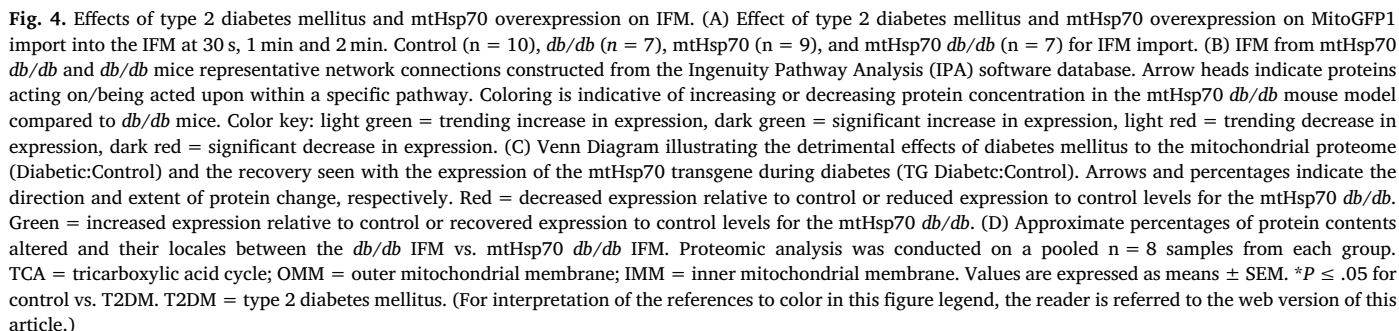 Fig. 4. Effects of type 2 diabetes mellitus and mtHsp70 overexpression on IFM. (A) Effect of type 2 diabetes mellitus and mtHsp70 overexpression on MitoGFP1
import into the IFM at 30 s, 1 min and 2 min. Control (n = 10), db/db (n = 7), mtHsp70 (n = 9), and mtHsp70 db/db (n = 7) for IFM import. (B) IFM from mtHsp70
db/db and db/db mice representative network connections constructed from the Ingenuity Pathway Analysis (IPA) software database. Arrow heads indicate proteins
acting on/being acted upon within a specific pathway. Coloring is indicative of increasing or decreasing protein concentration in the mtHsp70 db/db mouse model
compared to db/db mice. Color key: light green = trending increase in expression, dark green = significant increase in expression, light red = trending decrease in
expression, dark red = significant decrease in expression. (C) Venn Diagram illustrating the detrimental effects of diabetes mellitus to the mitochondrial proteome
(Diabetic:Control) and the recovery seen with the expression of the mtHsp70 transgene during diabetes (TG Diabetc:Control). Arrows and percentages indicate the
direction and extent of protein change, respectively. Red = decreased expression relative to control or reduced expression to control levels for the mtHsp70 db/db.
Green = increased expression relative to control or recovered expression to control levels for the mtHsp70 db/db. (D) Approximate percentages of protein contents
altered and their locales between the db/db IFM vs. mtHsp70 db/db IFM. Proteomic analysis was conducted on a pooled n = 8 samples from each group.
TCA = tricarboxylic acid cycle; OMM = outer mitochondrial membrane; IMM = inner mitochondrial membrane. Values are expressed as means ± SEM. *P ≤ .05 for
control vs. T2DM. T2DM = type 2 diabetes mellitus. (For interpretation of the references to color in this figure legend, the reader is referred to the web version of this
article.)